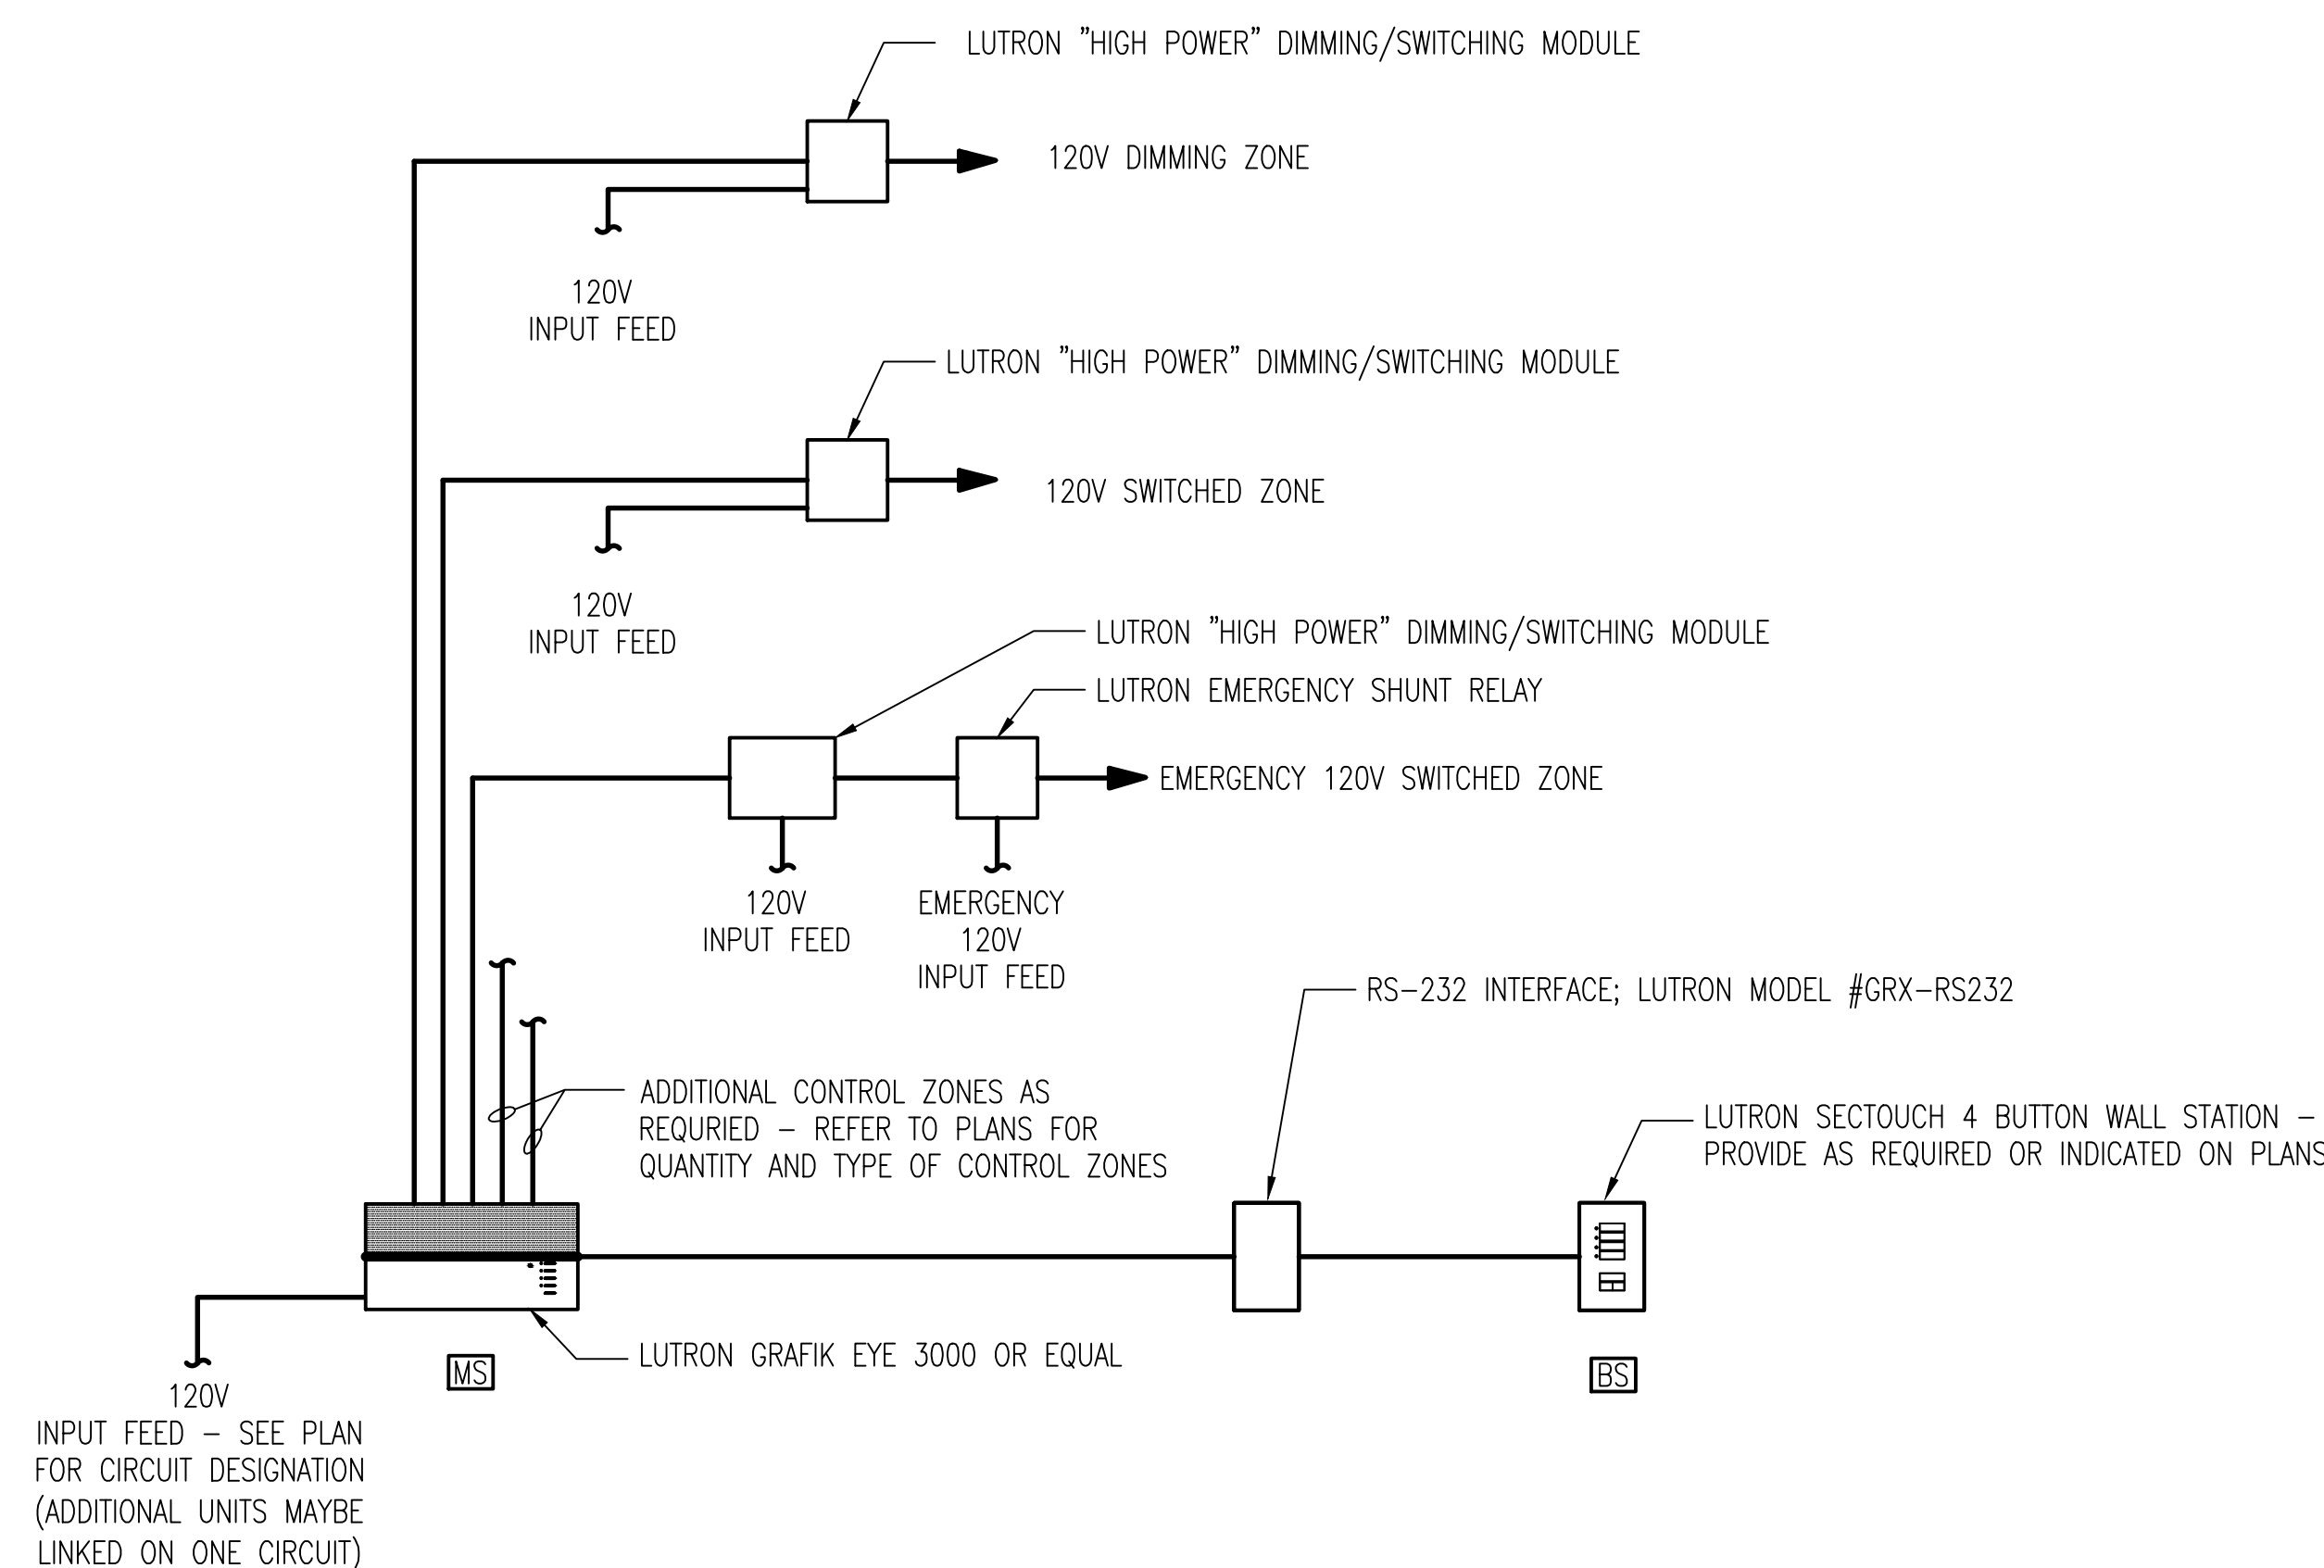 LUTRON "HIGH POWER" DIMMING/SWITCHING MODULE
120V DIMMING ZONE
120V
INPUT FEED
LUTRON "HIGH POWER" DIMMING/SWITCHING MODULE
120V SWITCHED ZONE
120V
INPUT FEED
LUTRON "HIGH POWER" DIMMING/SWITCHING MODULE
LUTRON EMERGENCY SHUNT RELAY
EMERGENCY 120V SWITCHED ZONE
120V
INPUT FEED
EMERGENCY
120V
INPUT FEED
RS-232 INTERFACE; LUTRON MODEL #GRX-RS232
ADDITIONAL CONTROL ZONES AS
REQURIED - REFER TO PLANS FOR
QUANTITY AND TYPE OF CONTROL ZONES
LUTRON SECTOUCH 4 BUTTON WALL STATION -
PROVIDE AS REQUIRED OR INDICATED ON PLANS
LUTRON GRAFIK EYE 3000 OR EQUAL
MS
BS
120V
INPUT FEED - SEE PLAN
FOR CIRCUIT DESIGNATION
(ADDITIONAL UNITS MAYBE
LINKED ON ONE CIRCUIT)